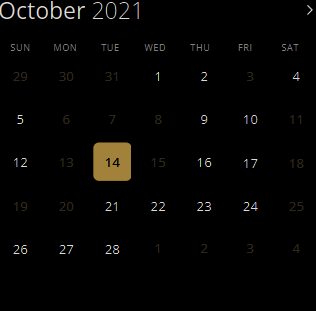 October 2021
SUN MON TUE WED THU FRI SAT
29 30 31 1 2 3 4
5 6 7 8 9 10 11
12 13 14 15 16 17 18
19 20 21 22 23 24 25
26 27 28 1 2 3 4